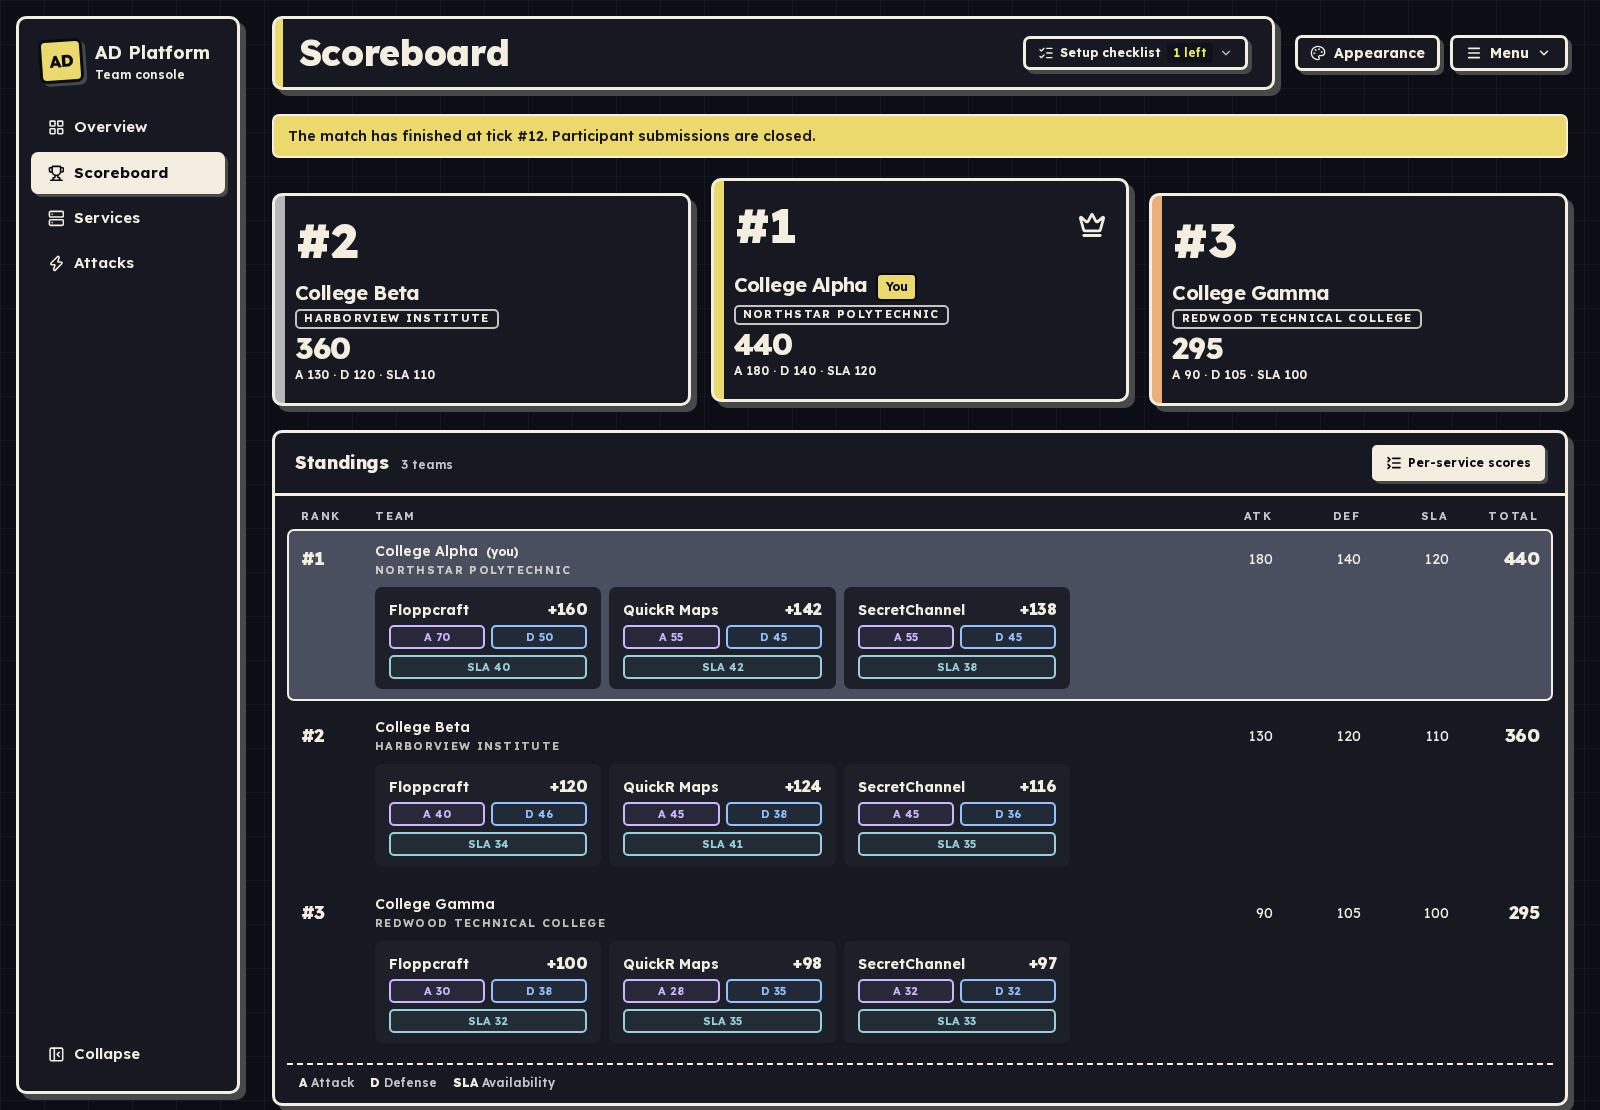 AD
AD Platform
Team console
Overview
Scoreboard
Services
Attacks
Collapse
Scoreboard
Setup checklist 1 left
Appearance
Menu
The match has finished at tick #12. Participant submissions are closed.
#2
College Beta
HARBORVIEW INSTITUTE
360
A 130 · D 120 · SLA 110
#1
College Alpha You
NORTHSTAR POLYTECHNIC
440
A 180 · D 140 · SLA 120
#3
College Gamma
REDWOOD TECHNICAL COLLEGE
295
A 90 · D 105 · SLA 100
Standings 3 teams
Per-service scores
RANK TEAM ATK DEF SLA TOTAL
#1 College Alpha (you) 180 140 120 440
NORTHSTAR POLYTECHNIC
Floppcraft +160 QuickR Maps +142 SecretChannel +138
A 70 D 50 A 55 D 45 A 55 D 45
SLA 40 SLA 42 SLA 38
#2 College Beta 130 120 110 360
HARBORVIEW INSTITUTE
Floppcraft +120 QuickR Maps +124 SecretChannel +116
A 40 D 46 A 45 D 38 A 45 D 36
SLA 34 SLA 41 SLA 35
#3 College Gamma 90 105 100 295
REDWOOD TECHNICAL COLLEGE
Floppcraft +100 QuickR Maps +98 SecretChannel +97
A 30 D 38 A 28 D 35 A 32 D 32
SLA 32 SLA 35 SLA 33
A Attack D Defense SLA Availability